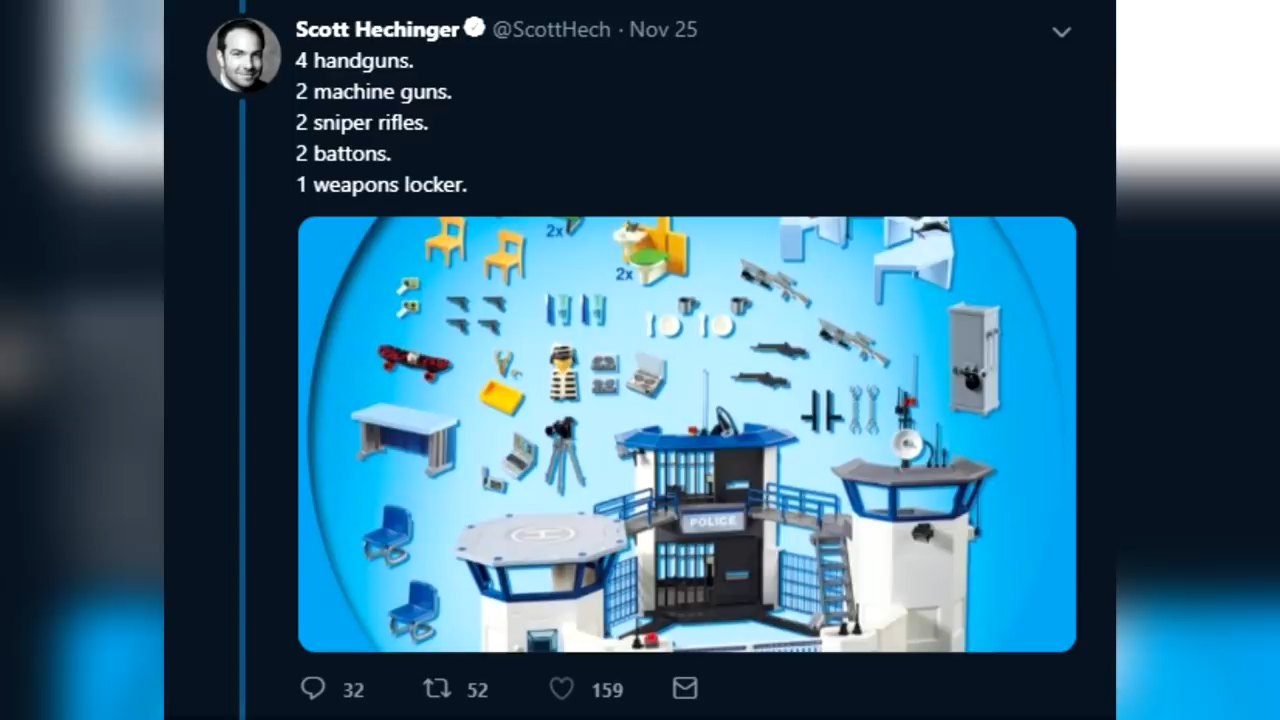 Scott Hechinger @ScottHech · Nov 25
4 handguns.
2 machine guns.
2 sniper rifles.
2 battons.
1 weapons locker.
2x
2x
POLICE
H
32 52 159